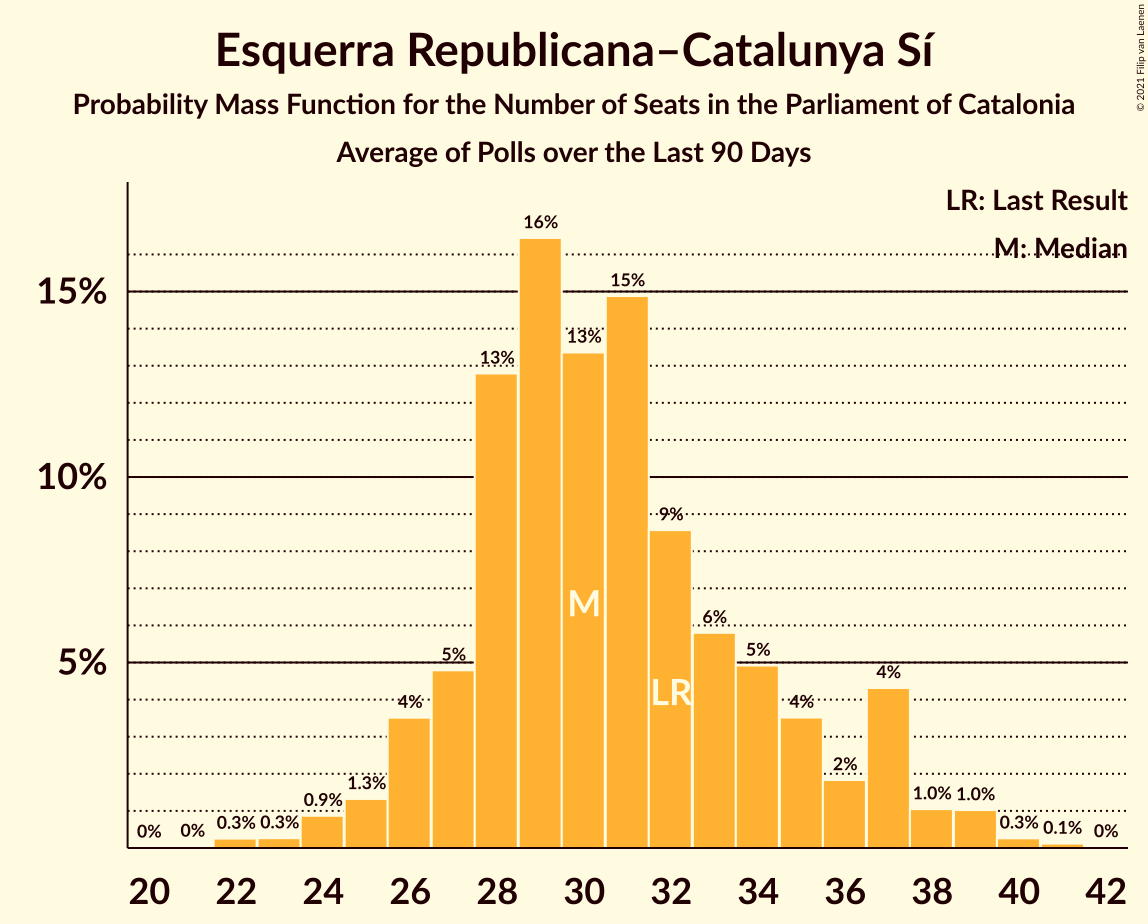 Esquerra Republicana–Catalunya Sí
Probability Mass Function for the Number of Seats in the Parliament of Catalonia
Average of Polls over the Last 90 Days
© 2021 Filip van Laenen
LR: Last Result
M: Median
15%
10%
5%
0%
0%
0.3%
0.3%
0.9%
1.3%
4%
5%
13%
16%
13%
15%
9%
6%
5%
4%
2%
4%
1.0%
1.0%
0.3%
0.1%
0%
M
LR
20 22 24 26 28 30 32 34 36 38 40 42